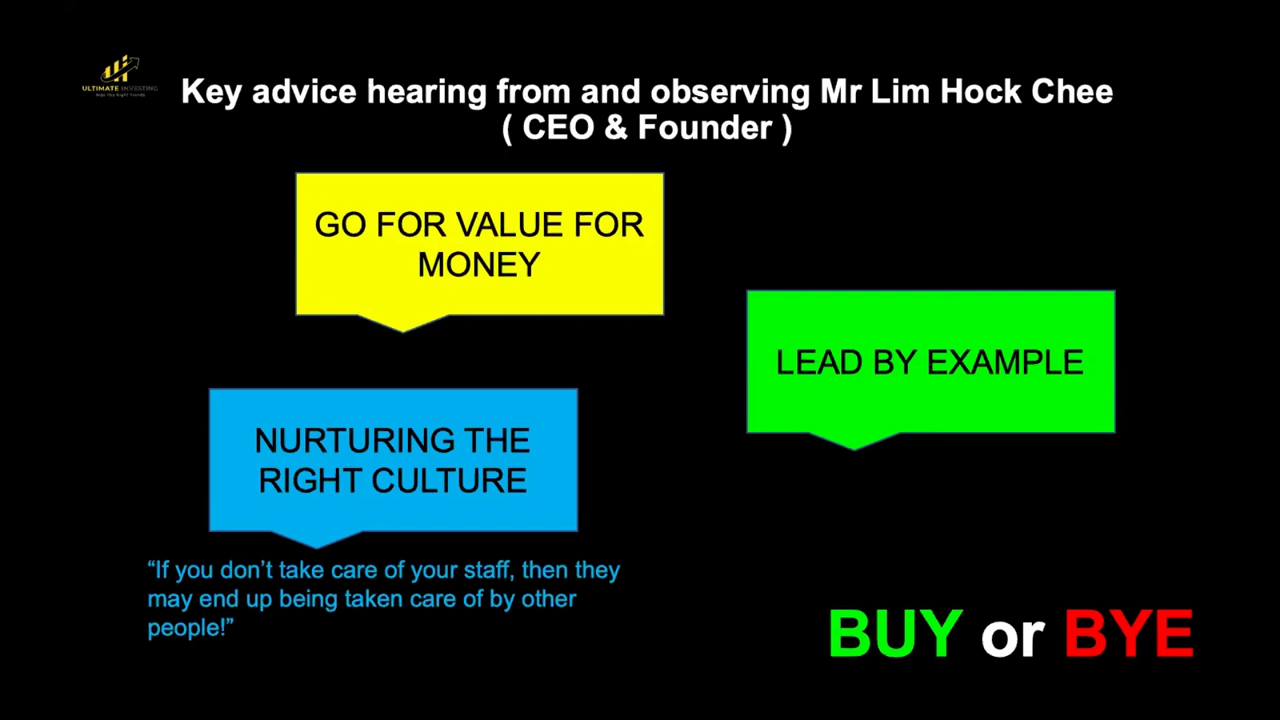 ULTIMATE INVESTING
Key advice hearing from and observing Mr Lim Hock Chee
( CEO & Founder )
GO FOR VALUE FOR
MONEY
LEAD BY EXAMPLE
NURTURING THE
RIGHT CULTURE
“If you don’t take care of your staff, then they
may end up being taken care of by other
people!”
BUY or BYE